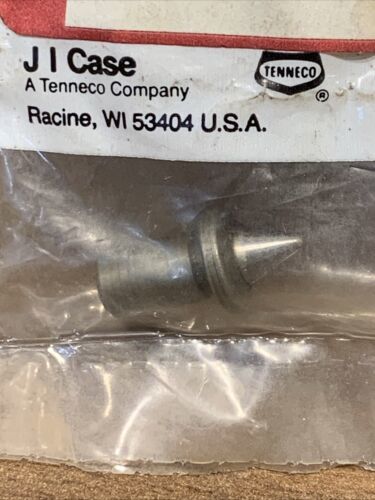 J I Case
A Tenneco Company
Racine, WI 53404 U.S.A.
TENNECO
®